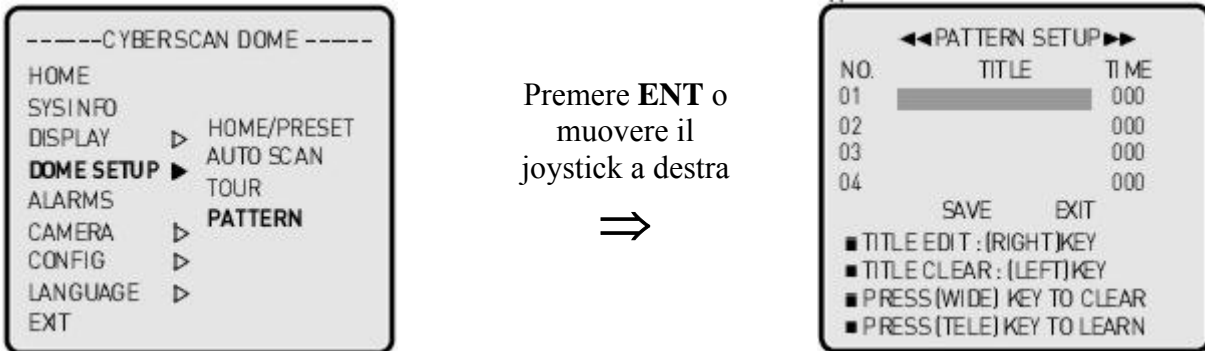 ------CYBERSCAN DOME------
HOME
SYSINFO
DISPLAY ▷
DOME SETUP ▶
ALARMS
CAMERA ▷
CONFIG ▷
LANGUAGE ▷
EXIT
HOME/PRESET
AUTO SCAN
TOUR
PATTERN
Premere ENT o
muovere il
joystick a destra
⇒
◀◀PATTERN SETUP▶▶
NO. TITLE TIME
01 000
02 000
03 000
04 000
SAVE EXIT
■ TITLE EDIT : (RIGHT)KEY
■ TITLE CLEAR : (LEFT)KEY
■ PRESS (WIDE) KEY TO CLEAR
■ PRESS (TELE) KEY TO LEARN